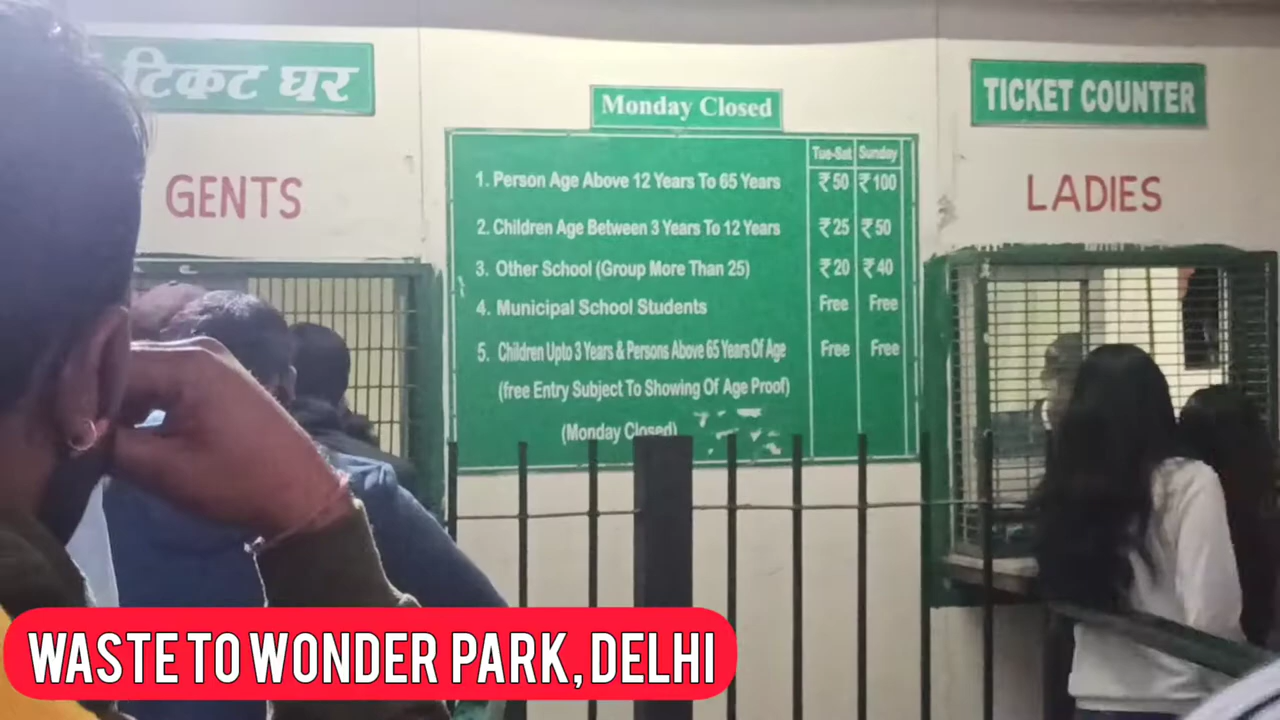 टिकट घर
Monday Closed
TICKET COUNTER
GENTS
LADIES
Tue-Sat Sunday
1. Person Age Above 12 Years To 65 Years ₹50 ₹100
2. Children Age Between 3 Years To 12 Years ₹25 ₹50
3. Other School (Group More Than 25) ₹20 ₹40
4. Municipal School Students Free Free
5. Children Upto 3 Years & Persons Above 65 Years Of Age Free Free
(free Entry Subject To Showing Of Age Proof)
(Monday Closed)
WASTE TO WONDER PARK, DELHI